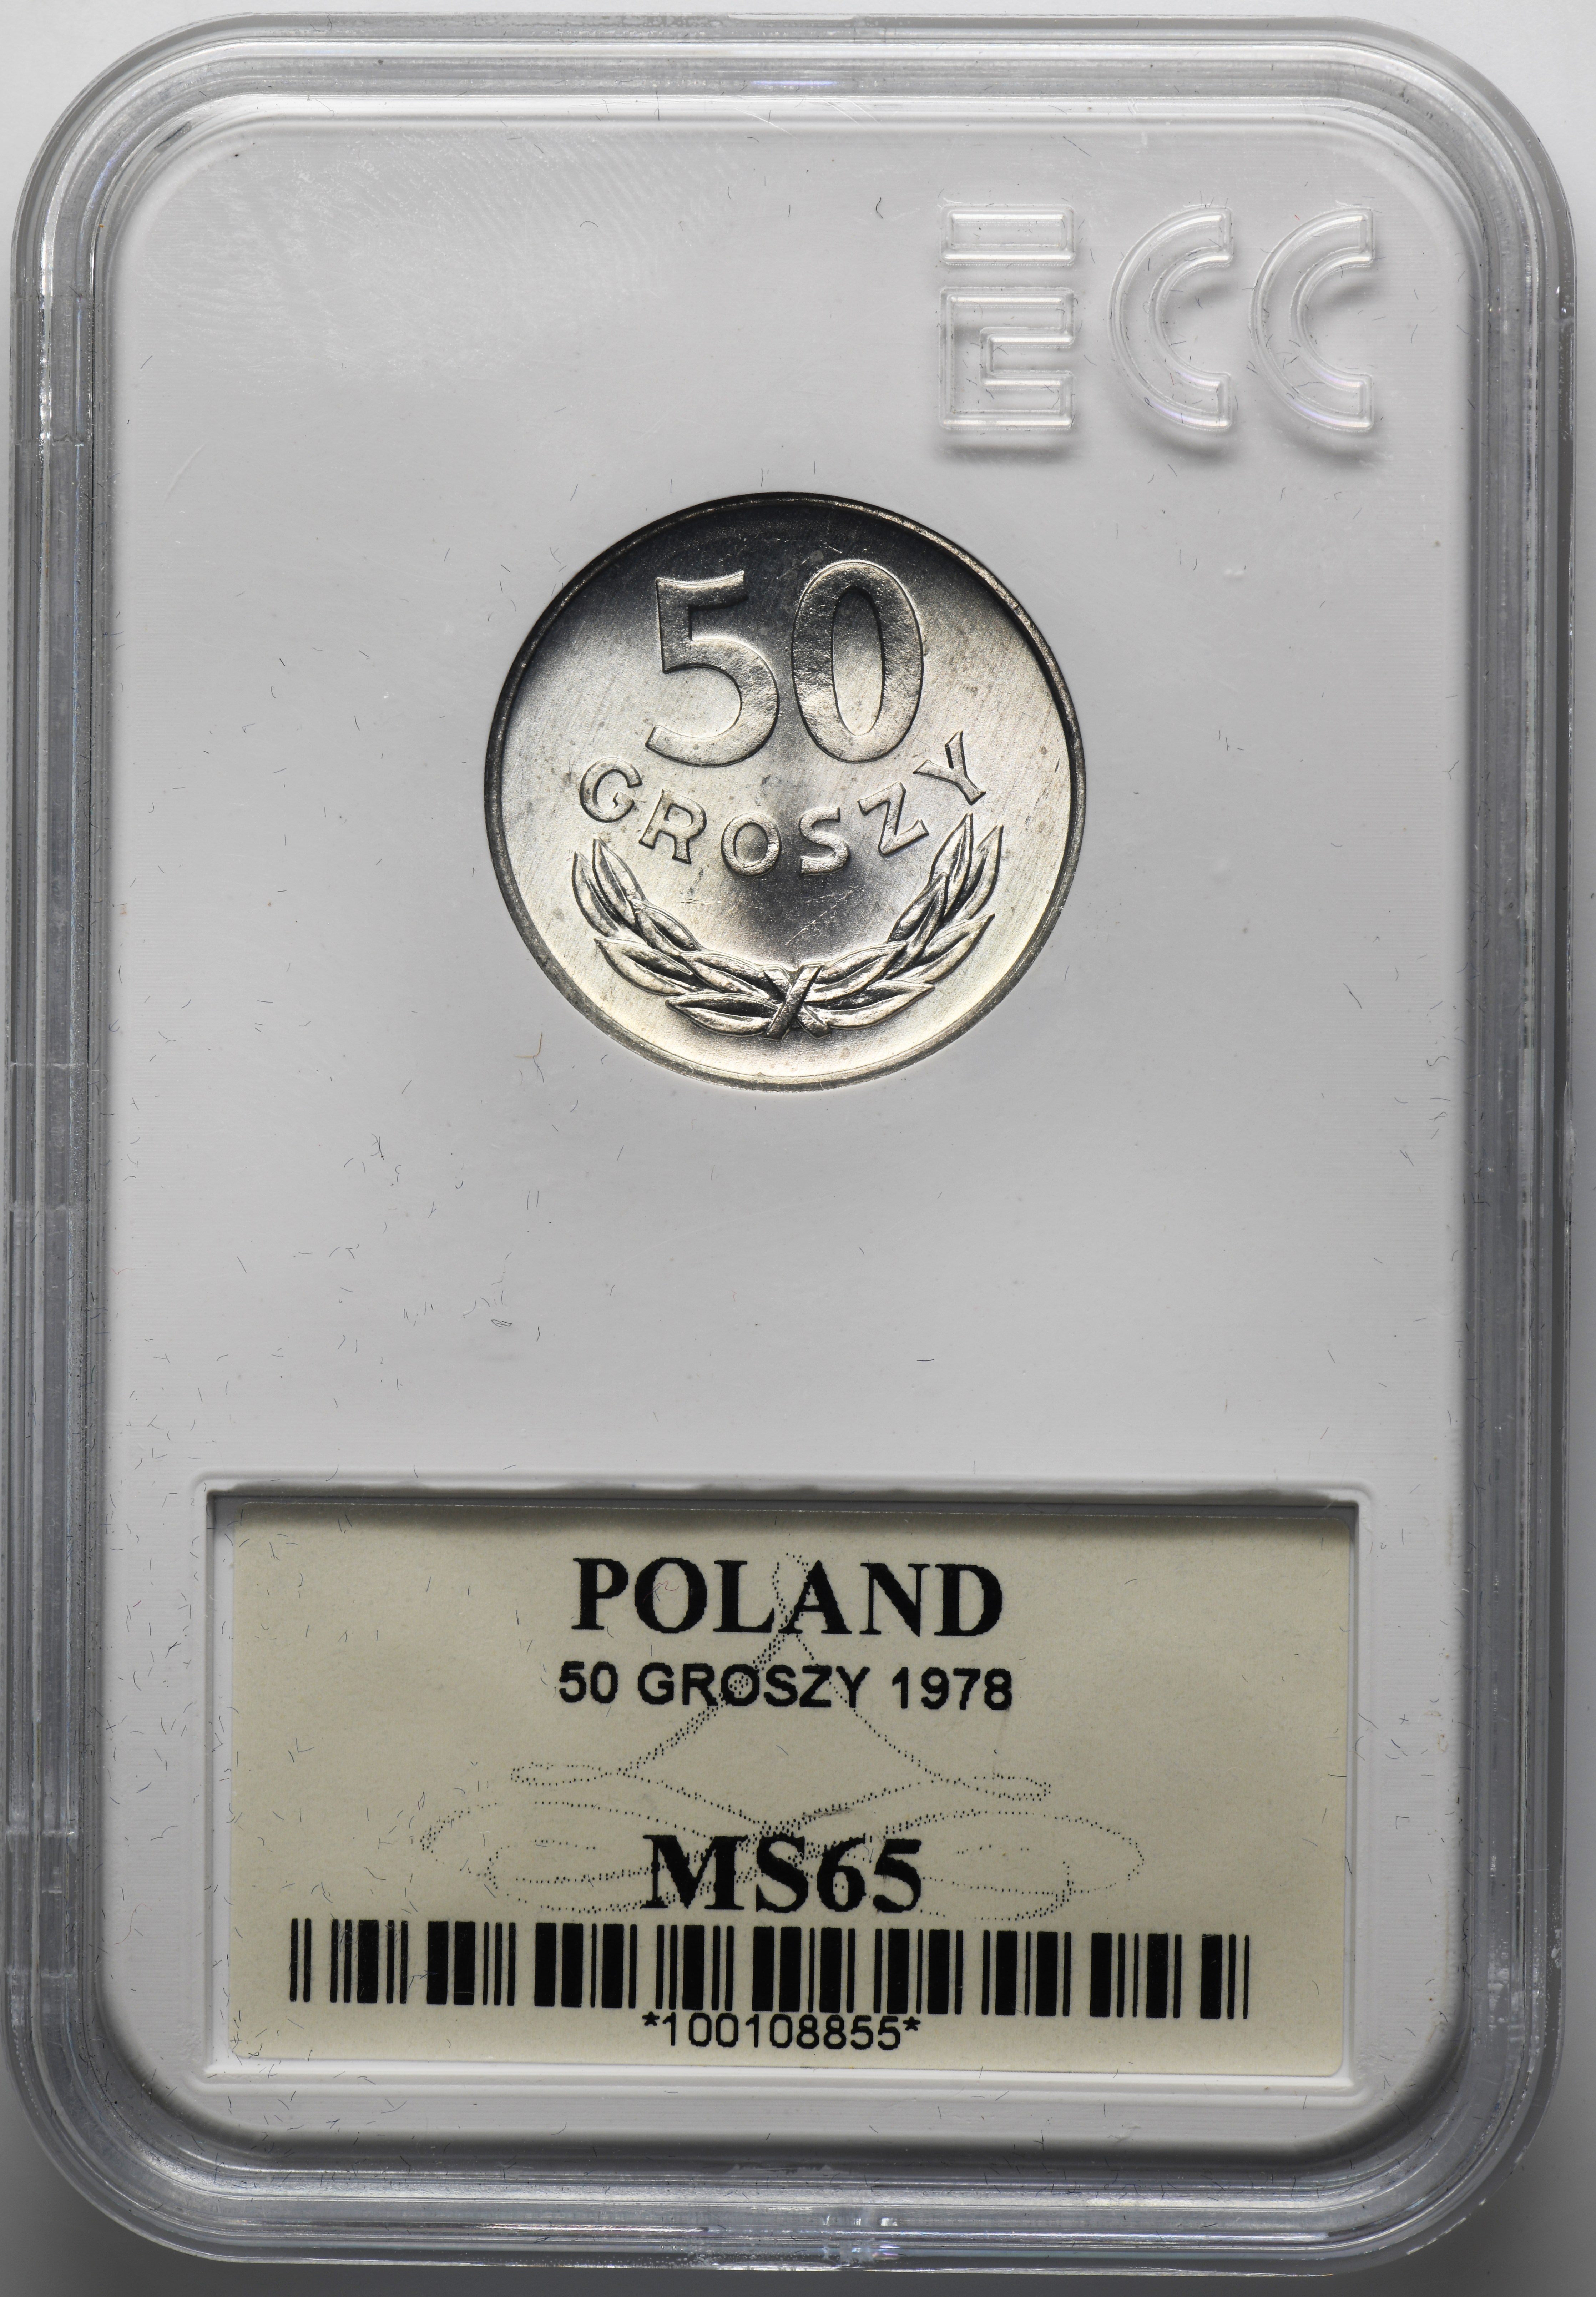 ECC
50
GROSZY
POLAND
50 GROSZY 1978
MS65
*100108855*